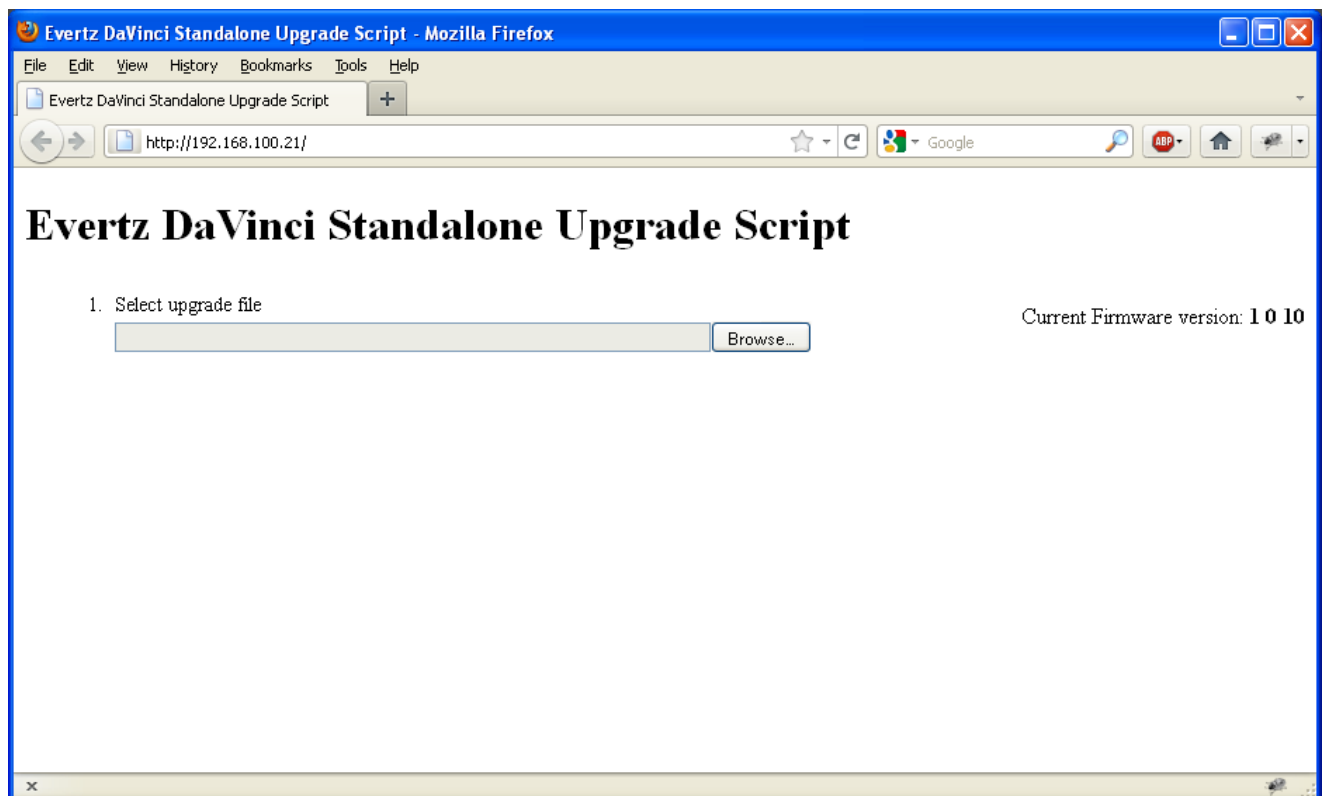 Evertz DaVinci Standalone Upgrade Script - Mozilla Firefox
File Edit View History Bookmarks Tools Help
Evertz DaVinci Standalone Upgrade Script
http://192.168.100.21/ Google ABP
Evertz DaVinci Standalone Upgrade Script
1. Select upgrade file
Current Firmware version: 1 0 10
Browse...